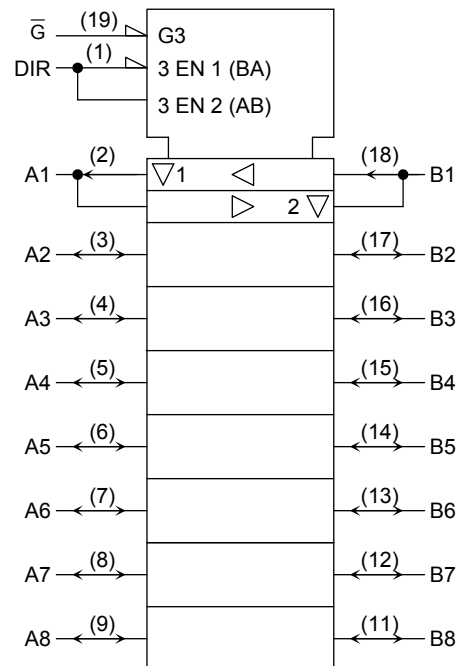 G̅ (19) G3
DIR (1) 3 EN 1 (BA)
3 EN 2 (AB)
A1 (2) 1 (18) B1
2
A2 (3) (17) B2
A3 (4) (16) B3
A4 (5) (15) B4
A5 (6) (14) B5
A6 (7) (13) B6
A7 (8) (12) B7
A8 (9) (11) B8